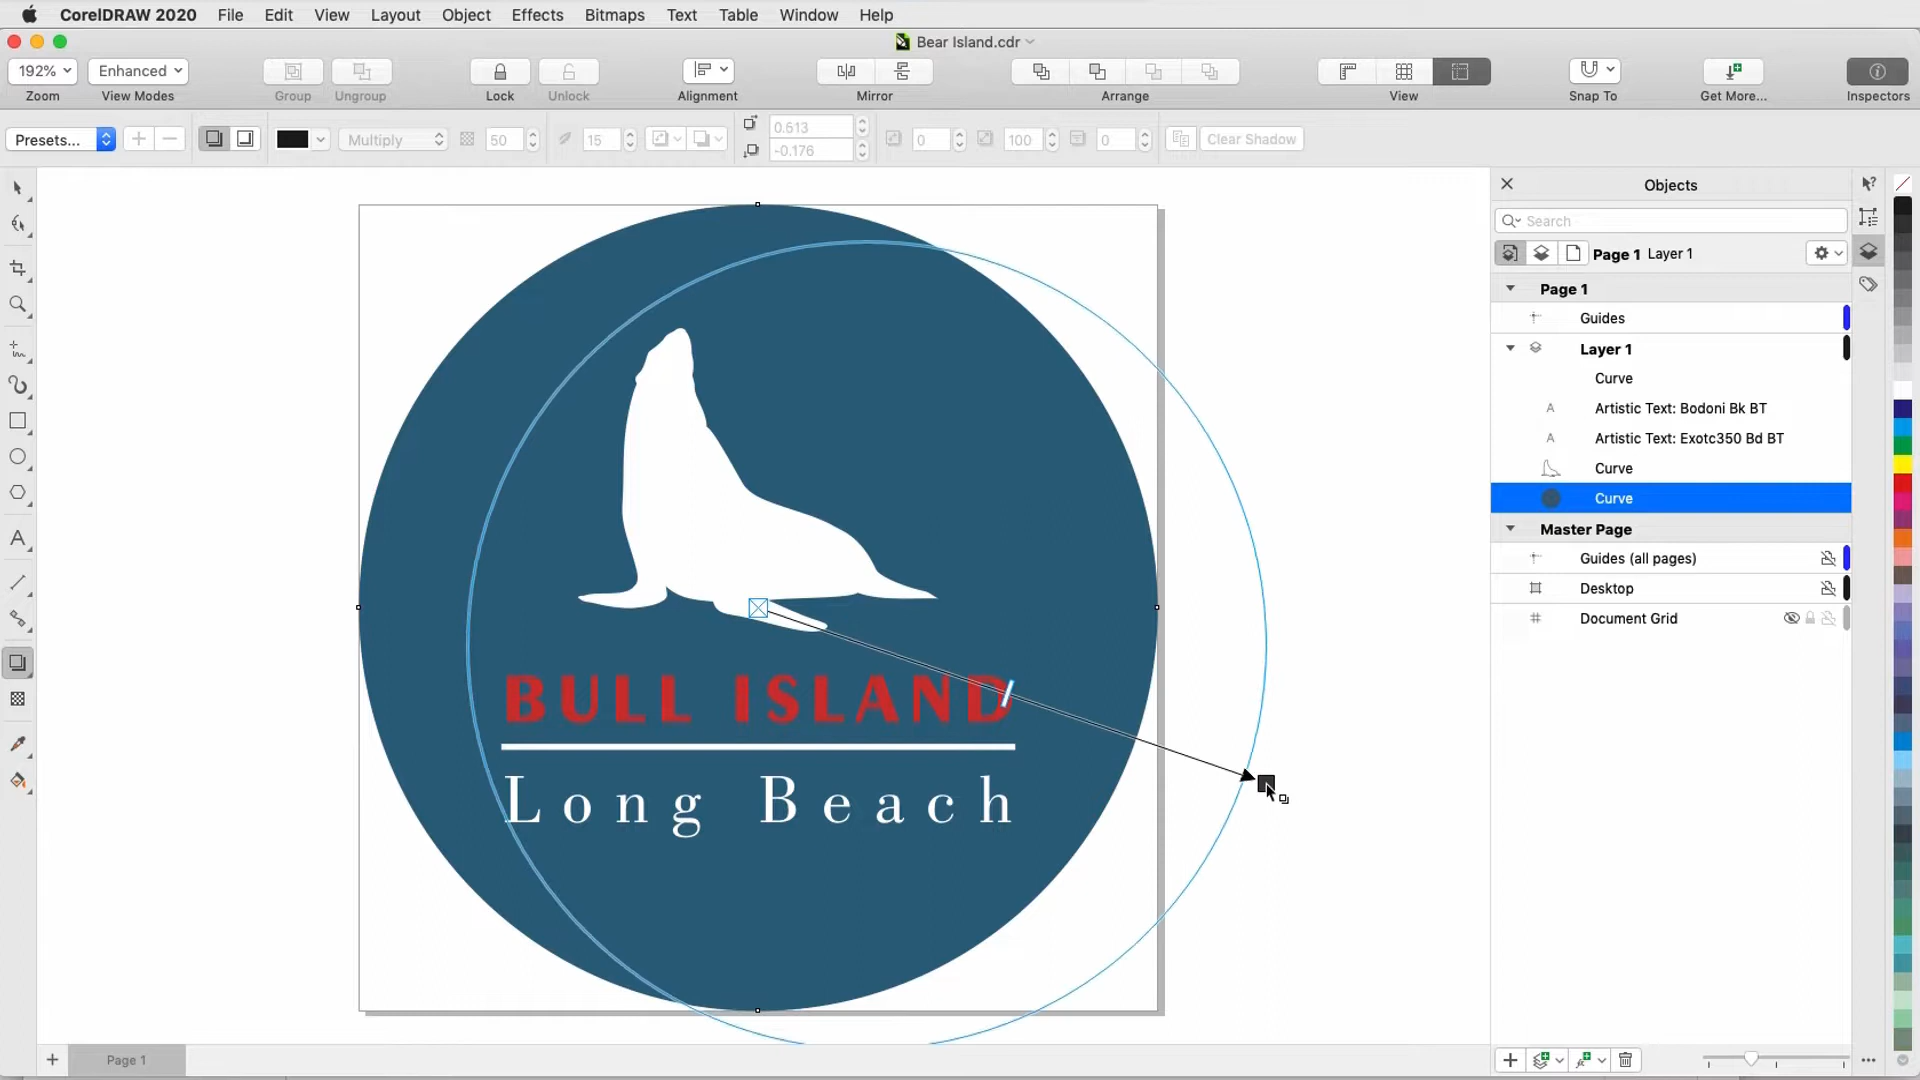 CorelDRAW 2020 File Edit View Layout Object Effects Bitmaps Text Table Window Help
Bear Island.cdr
192% Enhanced
Zoom View Modes Group Ungroup Lock Unlock Alignment Mirror Arrange View Snap To Get More... Inspectors
Presets... Multiply 50 15 0.613 0 100 0 Clear Shadow
-0.176
Objects
Search
Page 1 Layer 1
Page 1
Guides
Layer 1
Curve
A Artistic Text: Bodoni Bk BT
A Artistic Text: Exotc350 Bd BT
Curve
Curve
Master Page
Guides (all pages)
Desktop
Document Grid
BULL ISLAND
Long Beach
Page 1